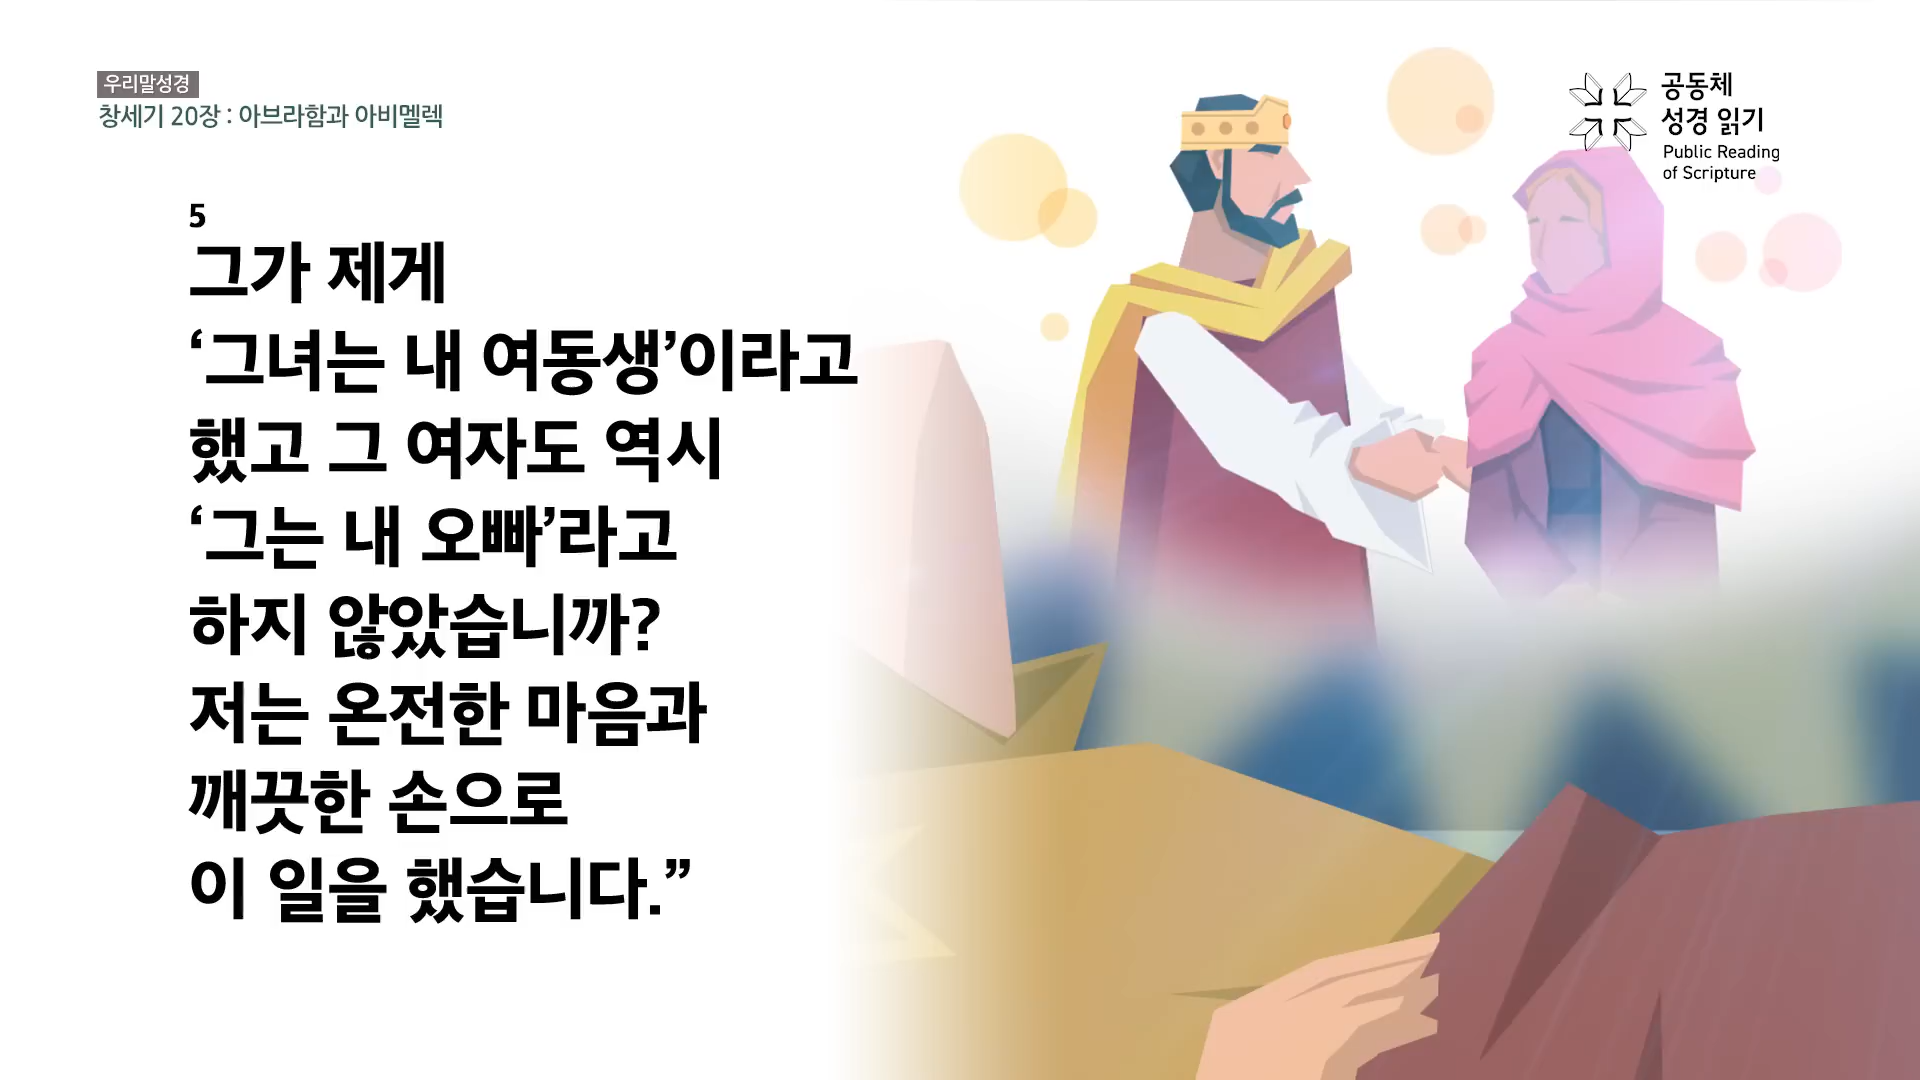 우리말성경
창세기 20장 : 아브라함과 아비멜렉
공동체
성경 읽기
Public Reading
of Scripture
5
그가 제게
‘그녀는 내 여동생’이라고
했고 그 여자도 역시
‘그는 내 오빠’라고
하지 않았습니까?
저는 온전한 마음과
깨끗한 손으로
이 일을 했습니다.”